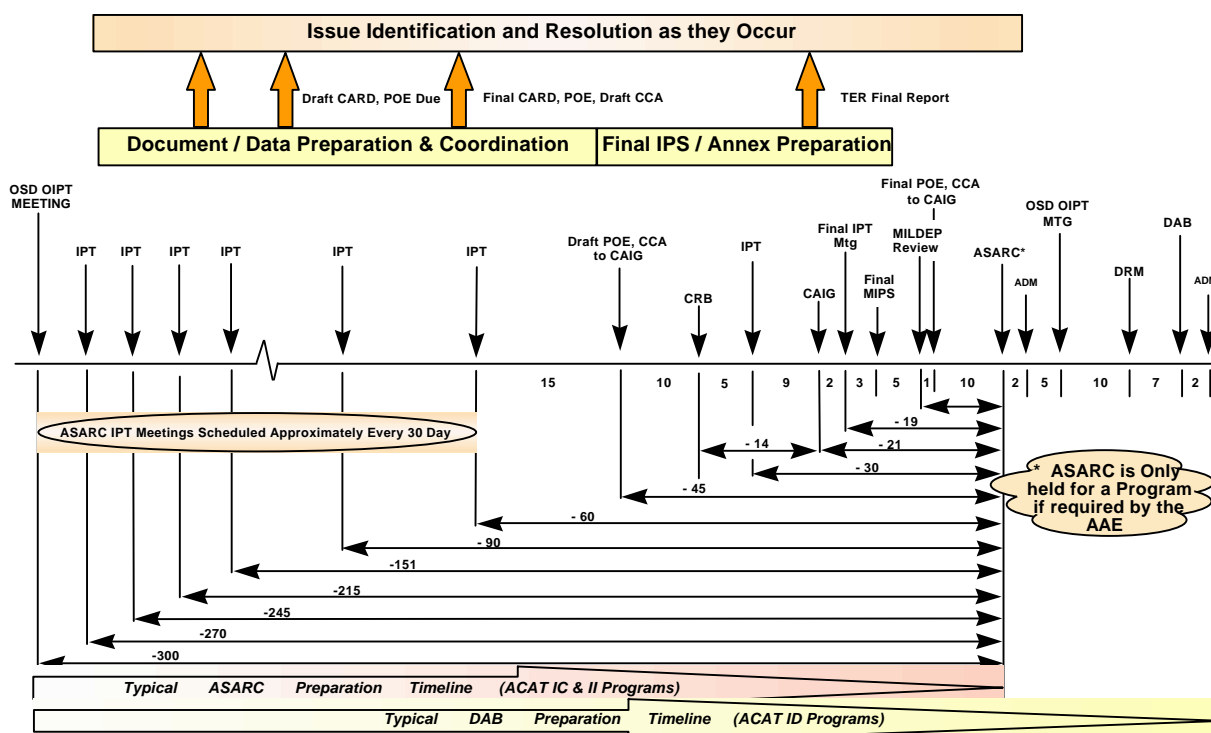 Issue Identification and Resolution as they Occur
Draft CARD, POE Due
Final CARD, POE, Draft CCA
TER Final Report
Document / Data Preparation & Coordination
Final IPS / Annex Preparation
OSD OIPT
MEETING
IPT
IPT
IPT
IPT
IPT
IPT
Draft POE, CCA
to CAIG
CRB
IPT
CAIG
Final IPT
Mtg
Final
MIPS
MILDEP
Review
Final POE, CCA
to CAIG
ASARC*
ADM
OSD OIPT
MTG
DRM
DAB
15
10
5
9
2
3
5
1
10
2
5
10
7
2
ASARC IPT Meetings Scheduled Approximately Every 30 Day
- 19
- 14
- 21
- 30
- 45
- 60
- 90
-151
-215
-245
-270
-300
* ASARC is Only
held for a Program
if required by the
AAE
Typical ASARC Preparation Timeline (ACAT IC & II Programs)
Typical DAB Preparation Timeline (ACAT ID Programs)